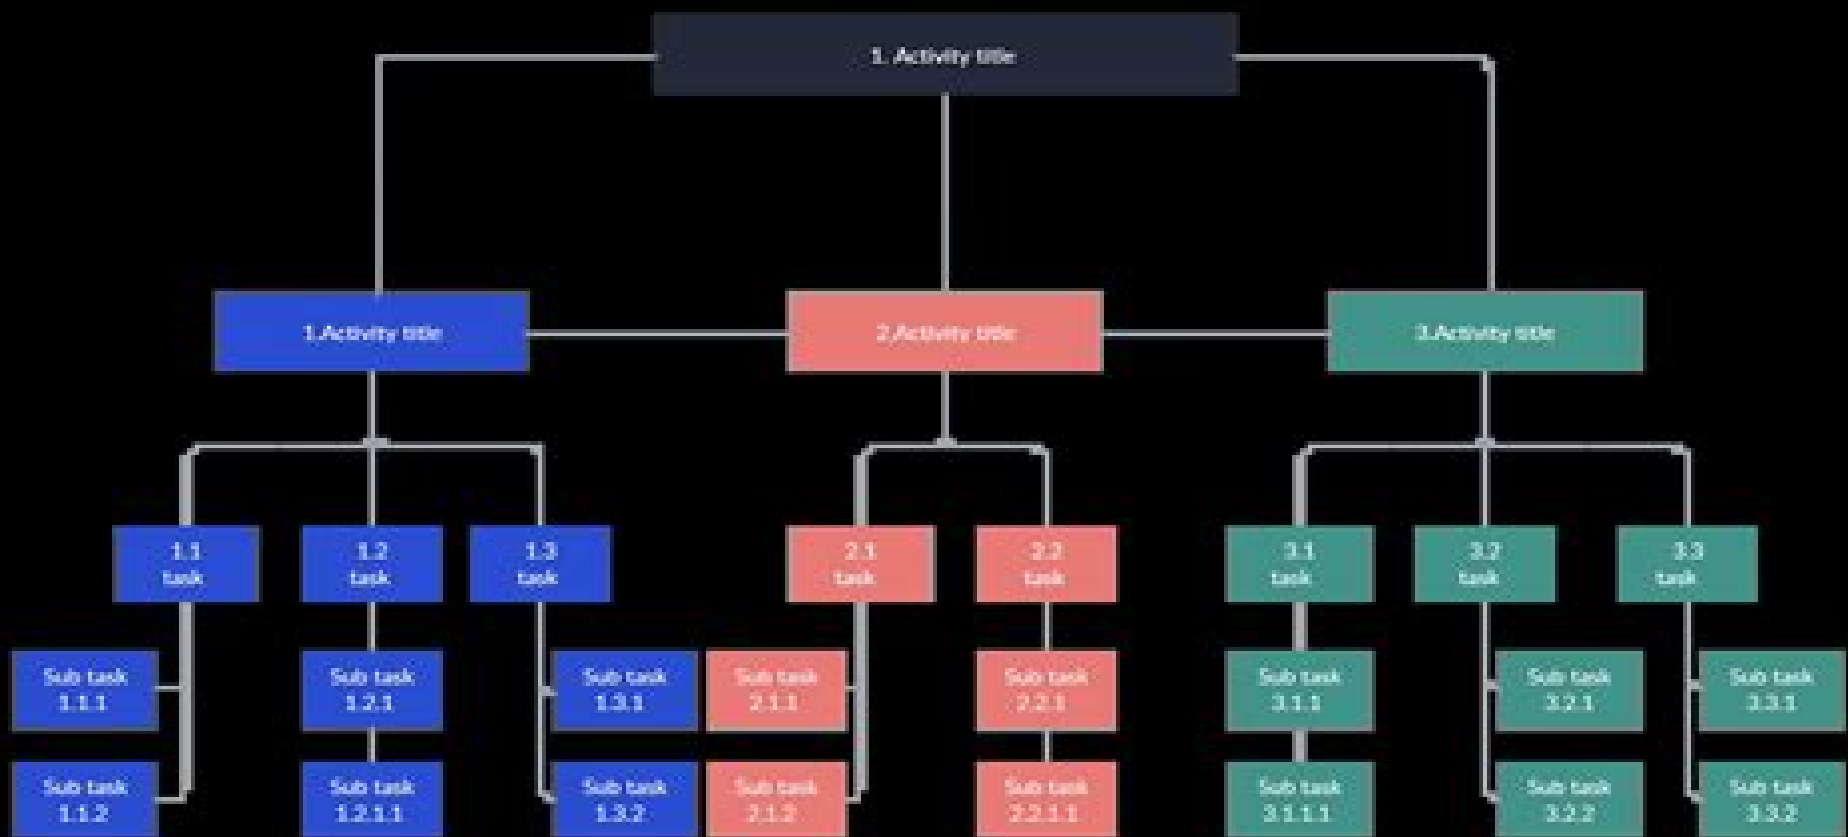 1. Activity title
1.Activity title
2.Activity title
3.Activity title
1.1
task
1.2
task
1.3
task
2.1
task
2.2
task
3.1
task
3.2
task
3.3
task
Sub task
1.1.1
Sub task
1.2.1
Sub task
1.3.1
Sub task
2.1.1
Sub task
2.2.1
Sub task
3.1.1
Sub task
3.2.1
Sub task
3.3.1
Sub task
1.1.2
Sub task
1.2.1.1
Sub task
1.3.2
Sub task
2.1.2
Sub task
2.2.1.1
Sub task
3.1.1.1
Sub task
3.2.2
Sub task
3.3.2